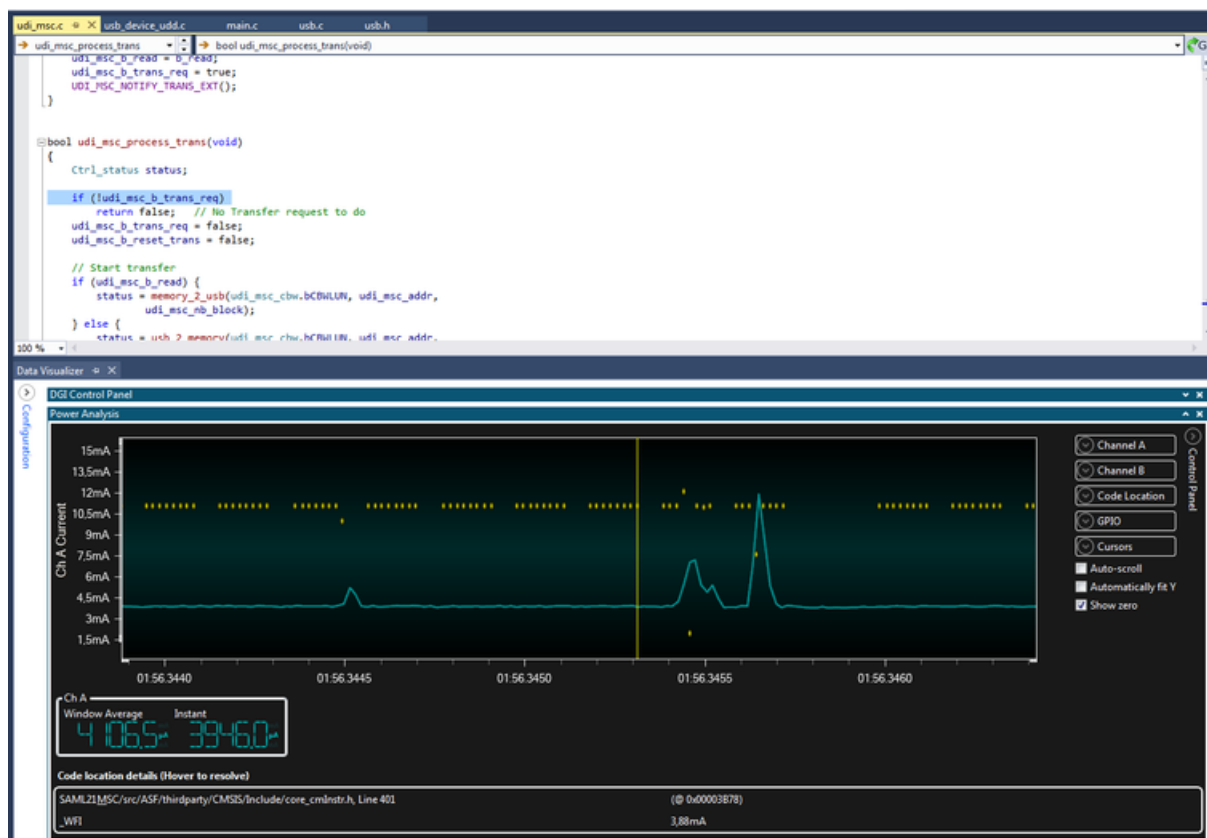 udi_msc.c usb_device_udd.c main.c usb.c usb.h
udi_msc_process_trans bool udi_msc_process_trans(void) G
udi_msc_b_read = b_read;
udi_msc_b_trans_req = true;
UDI_MSC_NOTIFY_TRANS_EXT();
}
bool udi_msc_process_trans(void)
{
Ctrl_status status;
if (!udi_msc_b_trans_req)
return false; // No Transfer request to do
udi_msc_b_trans_req = false;
udi_msc_b_reset_trans = false;
// Start transfer
if (udi_msc_b_read) {
status = memory_2_usb(udi_msc_cbw.bCBWLUN, udi_msc_addr,
udi_msc_nb_block);
} else {
status = usb_2_memory(udi_msc_cbw.bCBWLUN, udi_msc_addr,
100 %
Data Visualizer
Configuration
DGI Control Panel
Power Analysis
Ch A Current
15mA
13,5mA
12mA
10,5mA
9mA
7,5mA
6mA
4,5mA
3mA
1,5mA
01:56.3440 01:56.3445 01:56.3450 01:56.3455 01:56.3460
Control Panel
Channel A
Channel B
Code Location
GPIO
Cursors
Auto-scroll
Automatically fit Y
Show zero
Ch A
Window Average Instant
4106.5 µA 3946.0 µA
Code location details (Hover to resolve)
SAML21MSC/src/ASF/thirdparty/CMSIS/Include/core_cmInstr.h, Line 401 (@ 0x00003B78)
_WFI 3,88mA